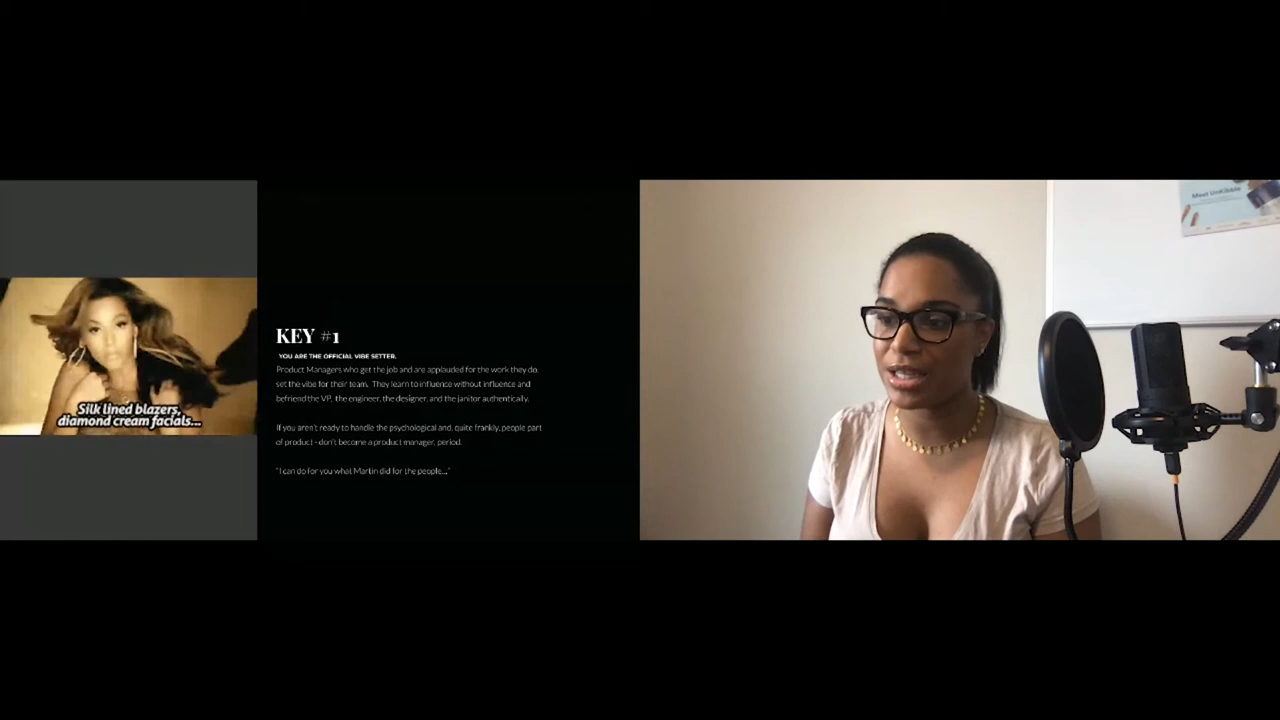 KEY #1
YOU ARE THE OFFICIAL VIBE SETTER.
Product Managers who get the job and are applauded for the work they do,
set the vibe for their team. They learn to influence without influence and
befriend the VP, the engineer, the designer, and the janitor authentically.
If you aren't ready to handle the psychological and, quite frankly, people part
of product - don't become a product manager, period.
"I can do for you what Martin did for the people..."
Silk lined blazers,
diamond cream facials...
Meet UnKibble